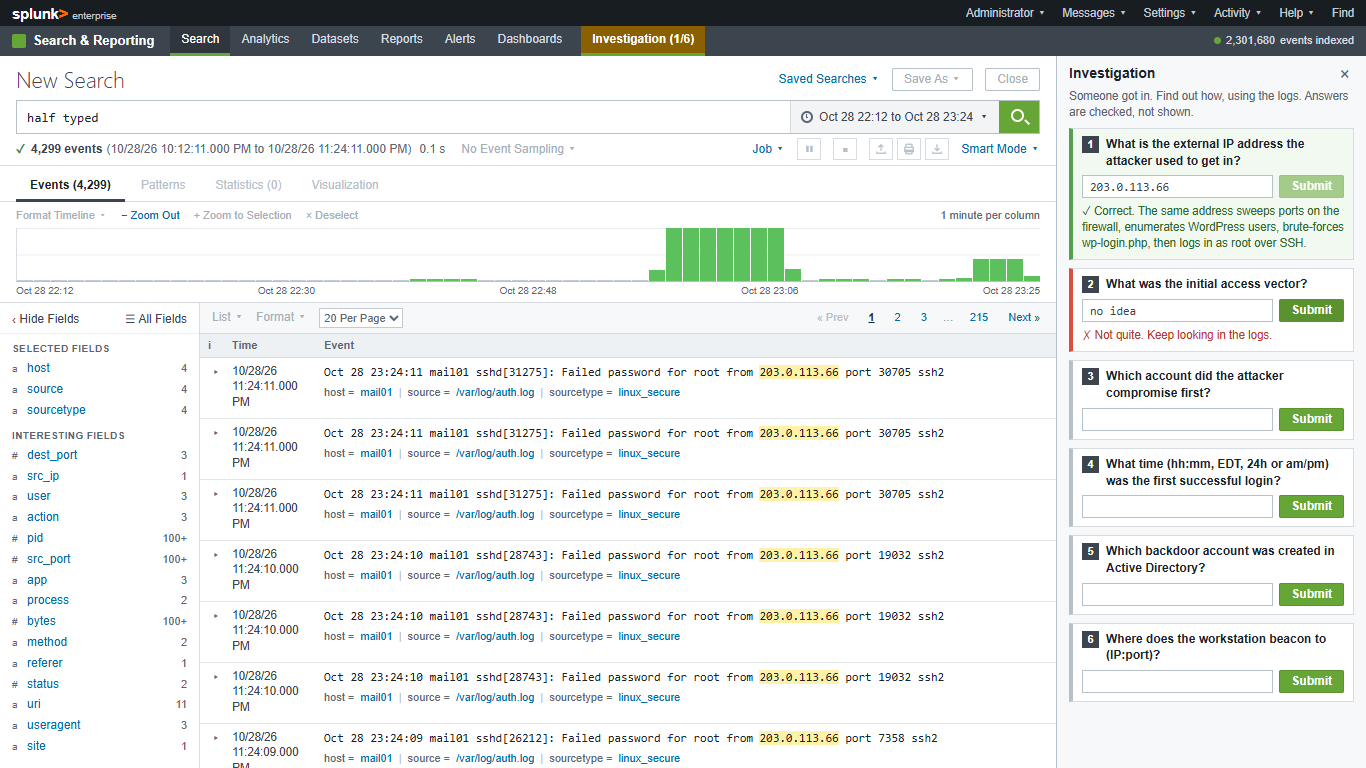 splunk> enterprise
Administrator Messages Settings Activity Help Find
Search & Reporting Search Analytics Datasets Reports Alerts Dashboards Investigation (1/6) 2,301,680 events indexed
New Search
Saved Searches Save As Close
half typed
Oct 28 22:12 to Oct 28 23:24
✓ 4,299 events (10/28/26 10:12:11.000 PM to 10/28/26 11:24:11.000 PM) 0.1 s No Event Sampling
Job Smart Mode
Events (4,299) Patterns Statistics (0) Visualization
Format Timeline – Zoom Out + Zoom to Selection × Deselect
1 minute per column
Oct 28 22:12 Oct 28 22:30 Oct 28 22:48 Oct 28 23:06 Oct 28 23:25
‹ Hide Fields ☰ All Fields
SELECTED FIELDS
a host 4
a source 4
a sourcetype 4
INTERESTING FIELDS
# dest_port 3
a src_ip 1
a user 3
a action 3
# pid 100+
# src_port 100+
a app 3
a process 2
# bytes 100+
a method 2
a referer 1
# status 2
a uri 11
a useragent 3
a site 1
List Format 20 Per Page
« Prev 1 2 3 ... 215 Next »
i Time Event
10/28/26 11:24:11.000 PM
Oct 28 23:24:11 mail01 sshd[31275]: Failed password for root from 203.0.113.66 port 30705 ssh2
host = mail01 | source = /var/log/auth.log | sourcetype = linux_secure
10/28/26 11:24:11.000 PM
Oct 28 23:24:11 mail01 sshd[31275]: Failed password for root from 203.0.113.66 port 30705 ssh2
host = mail01 | source = /var/log/auth.log | sourcetype = linux_secure
10/28/26 11:24:11.000 PM
Oct 28 23:24:11 mail01 sshd[31275]: Failed password for root from 203.0.113.66 port 30705 ssh2
host = mail01 | source = /var/log/auth.log | sourcetype = linux_secure
10/28/26 11:24:10.000 PM
Oct 28 23:24:10 mail01 sshd[28743]: Failed password for root from 203.0.113.66 port 19032 ssh2
host = mail01 | source = /var/log/auth.log | sourcetype = linux_secure
10/28/26 11:24:10.000 PM
Oct 28 23:24:10 mail01 sshd[28743]: Failed password for root from 203.0.113.66 port 19032 ssh2
host = mail01 | source = /var/log/auth.log | sourcetype = linux_secure
10/28/26 11:24:10.000 PM
Oct 28 23:24:10 mail01 sshd[28743]: Failed password for root from 203.0.113.66 port 19032 ssh2
host = mail01 | source = /var/log/auth.log | sourcetype = linux_secure
10/28/26 11:24:09.000 PM
Oct 28 23:24:09 mail01 sshd[26212]: Failed password for root from 203.0.113.66 port 7358 ssh2
host = mail01 | source = /var/log/auth.log | sourcetype = linux_secure
Investigation ×
Someone got in. Find out how, using the logs. Answers
are checked, not shown.
1 What is the external IP address the
attacker used to get in?
203.0.113.66 Submit
✓ Correct. The same address sweeps ports on the
firewall, enumerates WordPress users, brute-forces
wp-login.php, then logs in as root over SSH.
2 What was the initial access vector?
no idea Submit
✗ Not quite. Keep looking in the logs.
3 Which account did the attacker
compromise first?
Submit
4 What time (hh:mm, EDT, 24h or am/pm)
was the first successful login?
Submit
5 Which backdoor account was created in
Active Directory?
Submit
6 Where does the workstation beacon to
(IP:port)?
Submit